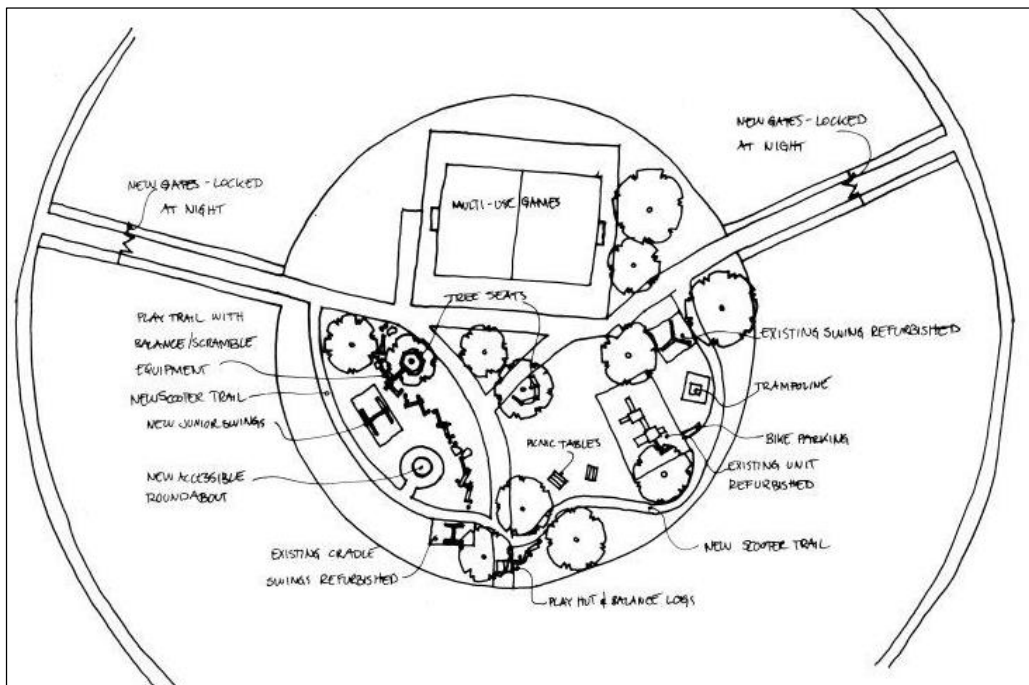 NEW GATES - LOCKED
AT NIGHT
NEW GATES - LOCKED
AT NIGHT
MULTI-USE GAMES
TREE SEATS
PLAY TRAIL WITH
BALANCE/SCRAMBLE
EQUIPMENT
NEW SCOOTER TRAIL
NEW JUNIOR SWINGS
NEW ACCESSIBLE
ROUNDABOUT
EXISTING CRADLE
SWINGS REFURBISHED
PICNIC TABLES
EXISTING SWING REFURBISHED
TRAMPOLINE
BIKE PARKING
EXISTING UNIT
REFURBISHED
NEW SCOOTER TRAIL
PLAY HUT & BALANCE LOGS